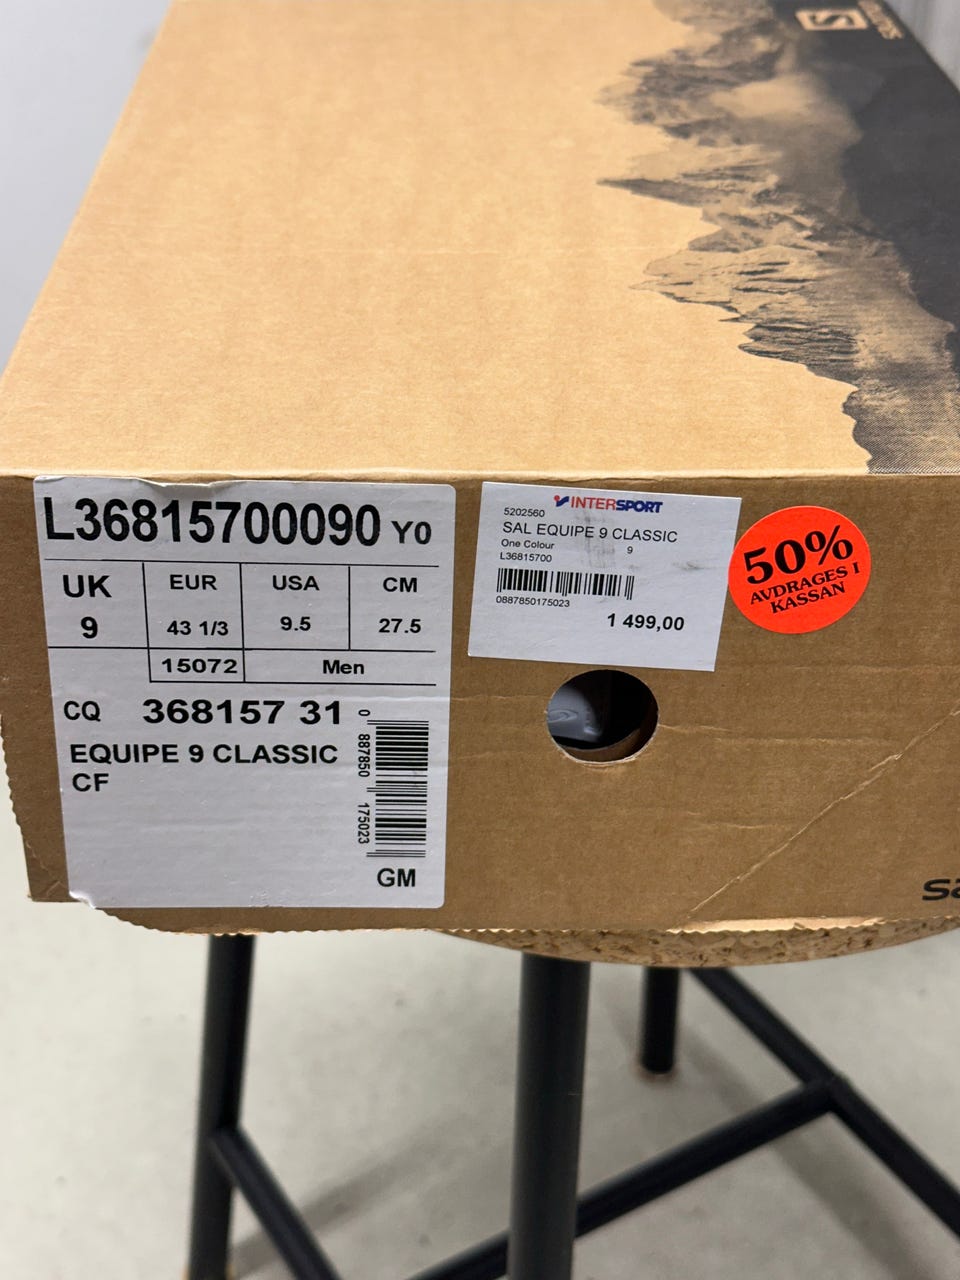 SALOMON
L36815700090 Y0
UK EUR USA CM
9 43 1/3 9.5 27.5
15072 Men
CQ 368157 31
EQUIPE 9 CLASSIC
CF
0 887850 175023
GM
INTERSPORT
5202560
SAL EQUIPE 9 CLASSIC
One Colour 9
L36815700
0887850175023
1 499,00
50%
AVDRAGES I
KASSAN
sa